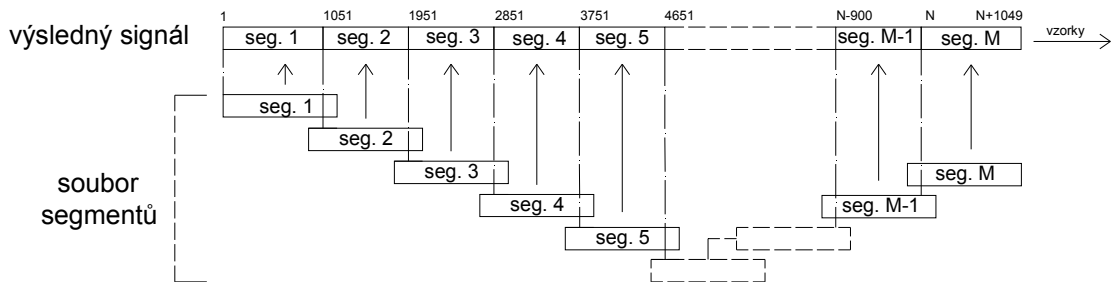 1 1051 1951 2851 3751 4651 N-900 N N+1049
výsledný signál seg. 1 seg. 2 seg. 3 seg. 4 seg. 5 seg. M-1 seg. M vzorky
seg. 1
seg. 2
seg. 3 seg. M
soubor
segmentů
seg. 4 seg. M-1
seg. 5